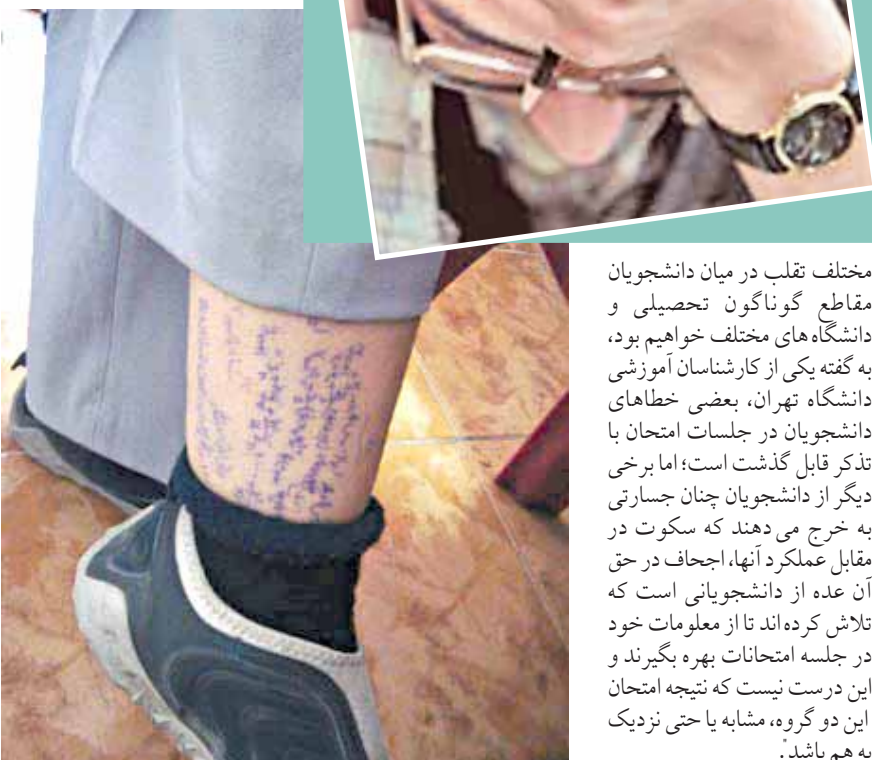 مختلف تقلب در میان دانشجویان
مقاطع گوناگون تحصیلی و
دانشگاه‌های مختلف خواهیم بود،
به گفته یکی از کارشناسان آموزشی
دانشگاه تهران، بعضی خطاهای
دانشجویان در جلسات امتحان با
تذکر قابل گذشت است؛ اما برخی
دیگر از دانشجویان چنان جسارتی
به خرج می دهند که سکوت در
مقابل عملکرد آنها، اجحاف در حق
آن عده از دانشجویانی است که
تلاش کرده‌اند تا از معلومات خود
در جلسه امتحانات بهره بگیرند و
این درست نیست که نتیجه امتحان
این دو گروه، مشابه یا حتی نزدیک
به هم باشد".